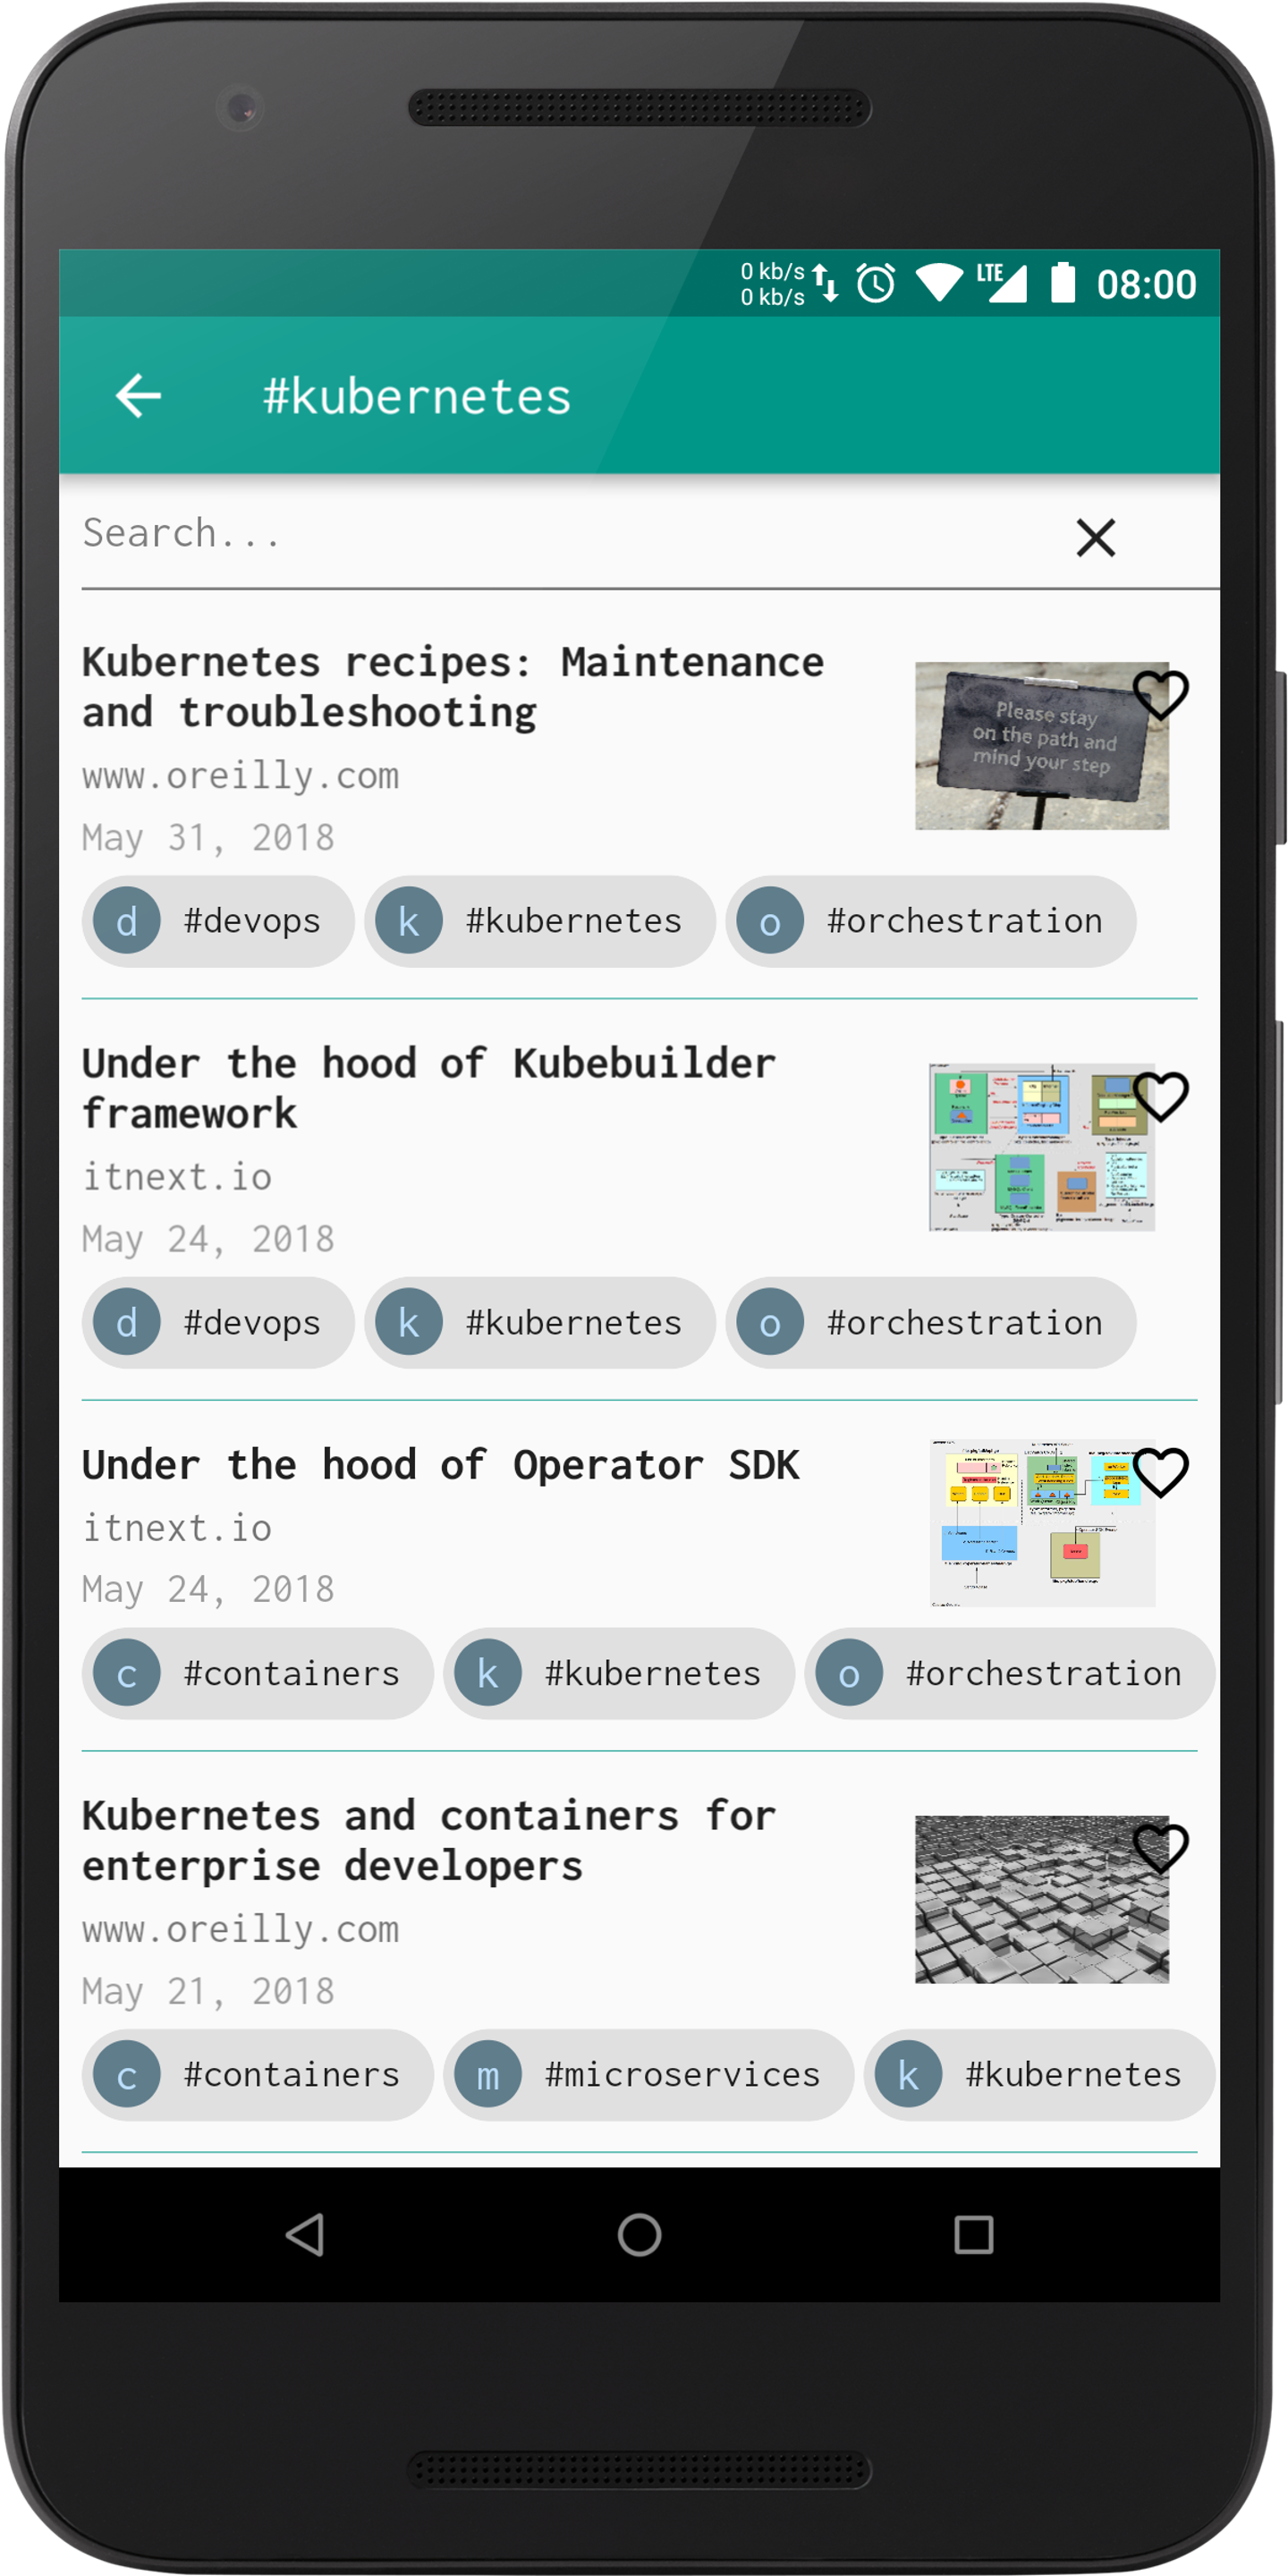 0 kb/s
0 kb/s
LTE
08:00
#kubernetes
Search...
Kubernetes recipes: Maintenance
and troubleshooting
www.oreilly.com
May 31, 2018
Please stay
on the path and
mind your step
d #devops k #kubernetes o #orchestration
Under the hood of Kubebuilder
framework
itnext.io
May 24, 2018
d #devops k #kubernetes o #orchestration
Under the hood of Operator SDK
itnext.io
May 24, 2018
c #containers k #kubernetes o #orchestration
Kubernetes and containers for
enterprise developers
www.oreilly.com
May 21, 2018
c #containers m #microservices k #kubernetes